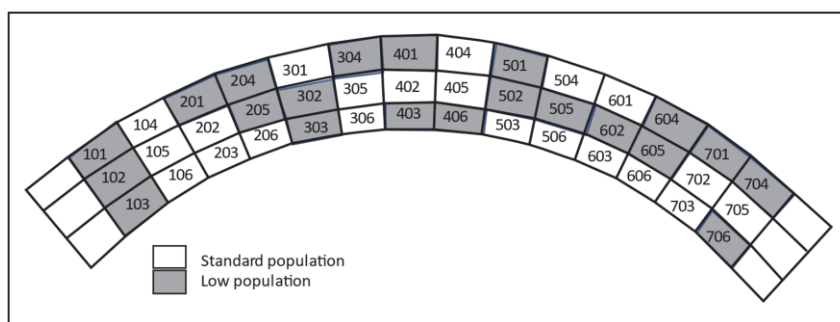 101 104 201 204 301 304 401 404 501 504 601 604 701 704
102 105 202 205 302 305 402 405 502 505 602 605 702 705
103 106 203 206 303 306 403 406 503 506 603 606 703 706
Standard population
Low population